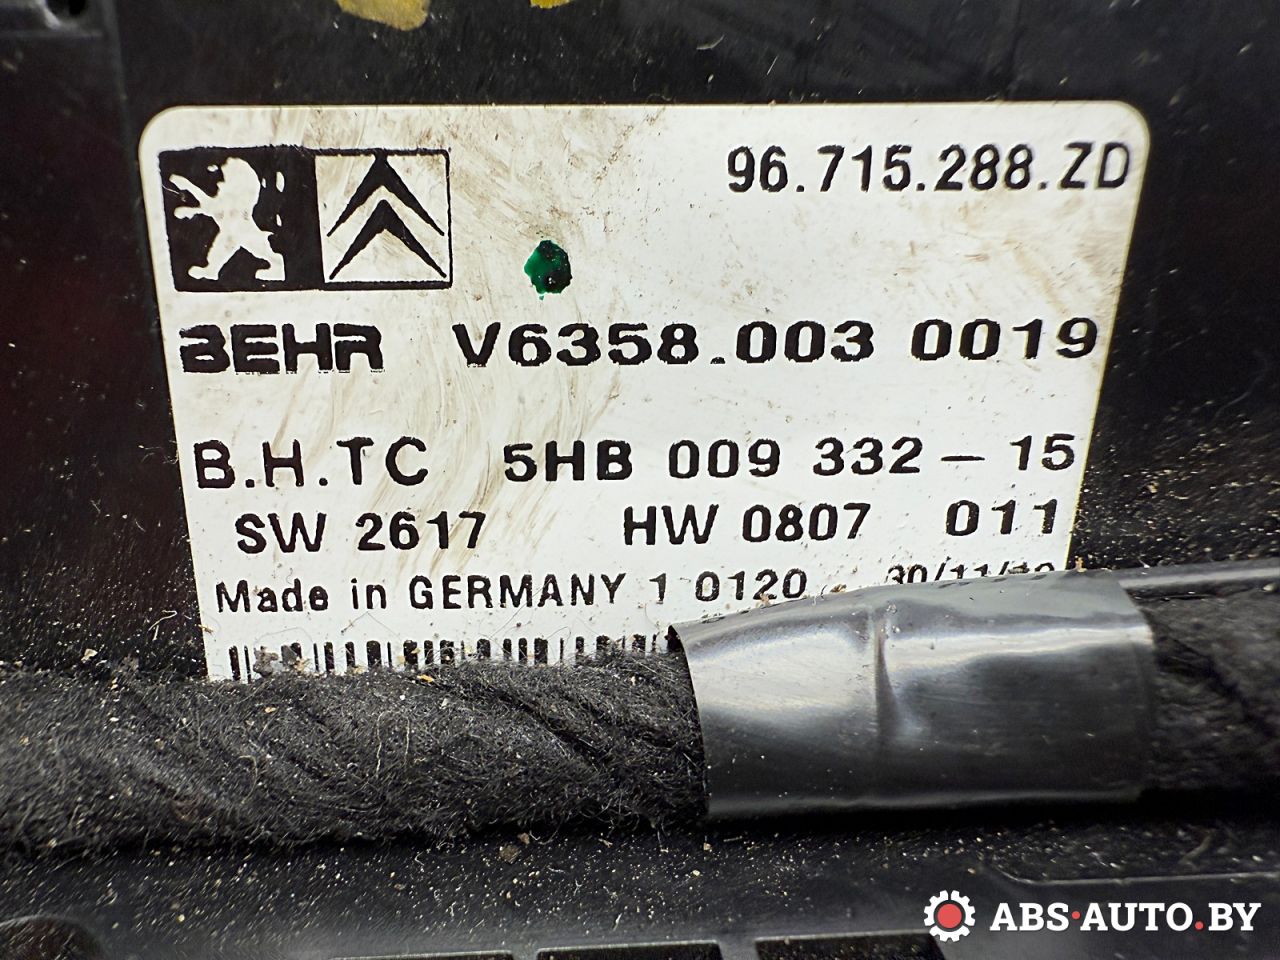 96.715.288.ZD
BEHR V6358.003 0019
B.H.TC 5HB 009 332 - 15
SW 2617 HW 0807 011
Made in GERMANY 1 0120
ABS·AUTO.BY